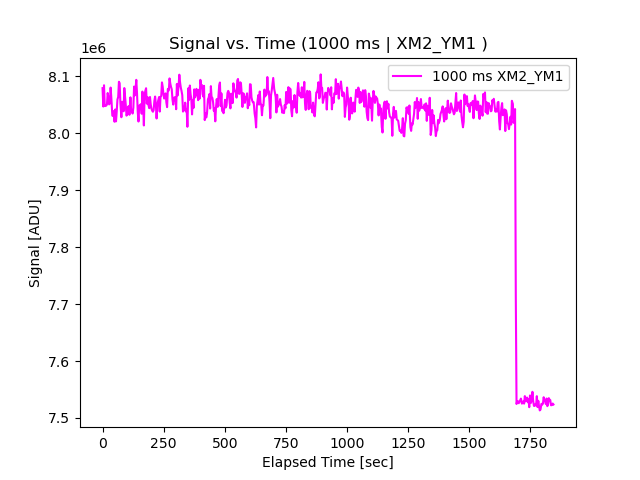 Signal vs. Time (1000 ms | XM2_YM1 )
1e6
1000 ms XM2_YM1
8.1
8.0
7.9
7.8
7.7
7.6
7.5
Signal [ADU]
0 250 500 750 1000 1250 1500 1750
Elapsed Time [sec]